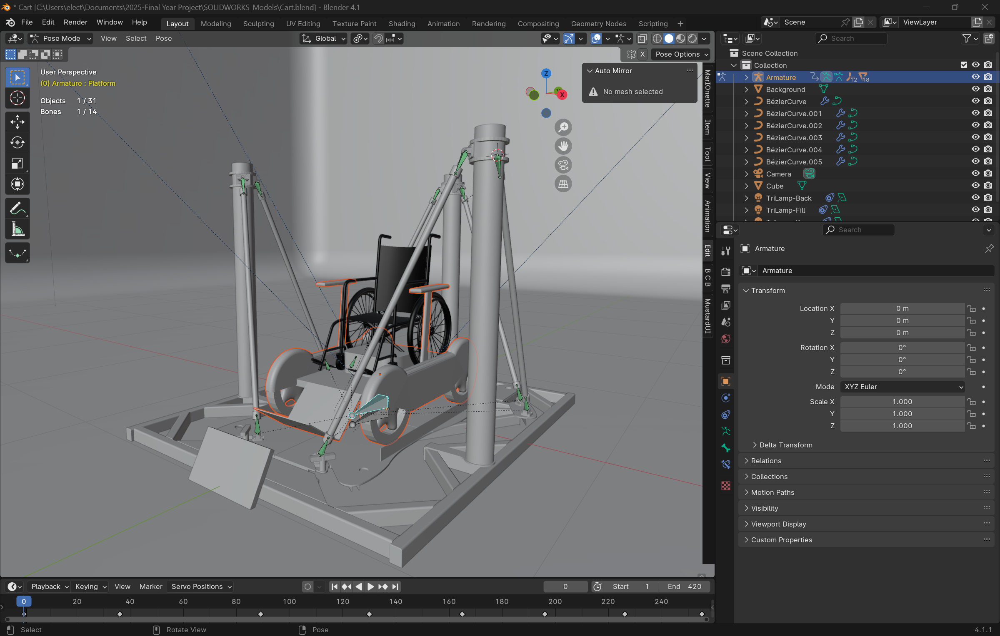 * Cart [C:\Users\elect\Documents\2025-Final Year Project\SOLIDWORKS_Models\Cart.blend] - Blender 4.1
File Edit Render Window Help Layout Modeling Sculpting UV Editing Texture Paint Shading Animation Rendering Compositing Geometry Nodes Scripting + Scene ViewLayer
Pose Mode View Select Pose Global Search
X Pose Options
User Perspective
(0) Armature : Platform
Objects 1 / 31
Bones 1 / 14
Z
X
Auto Mirror
No mesh selected
MarIOnette
Item
Tool
View
Animation
Edit
B C B
MustardUI
Scene Collection
Collection
Armature 12 18
Background
BézierCurve
BézierCurve.001
BézierCurve.002
BézierCurve.003
BézierCurve.004
BézierCurve.005
Camera
Cube
TriLamp-Back
TriLamp-Fill
Search
Armature
Armature
Transform
Location X 0 m
Y 0 m
Z 0 m
Rotation X 0°
Y 0°
Z 0°
Mode XYZ Euler
Scale X 1.000
Y 1.000
Z 1.000
Delta Transform
Relations
Collections
Motion Paths
Visibility
Viewport Display
Custom Properties
Playback Keying View Marker Servo Positions 0 Start 1 End 420
0 20 40 60 80 100 120 140 160 180 200 220 240
Select Rotate View Pose 4.1.1